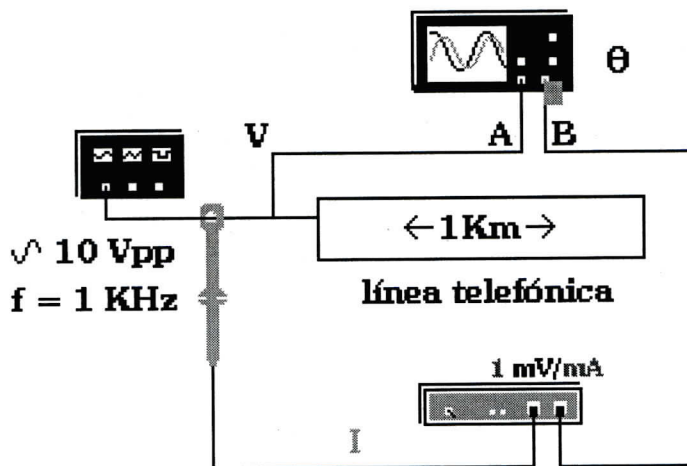 θ
V
A B
←1Km→
∿ 10 Vpp
f = 1 KHz
línea telefónica
1 mV/mA
I